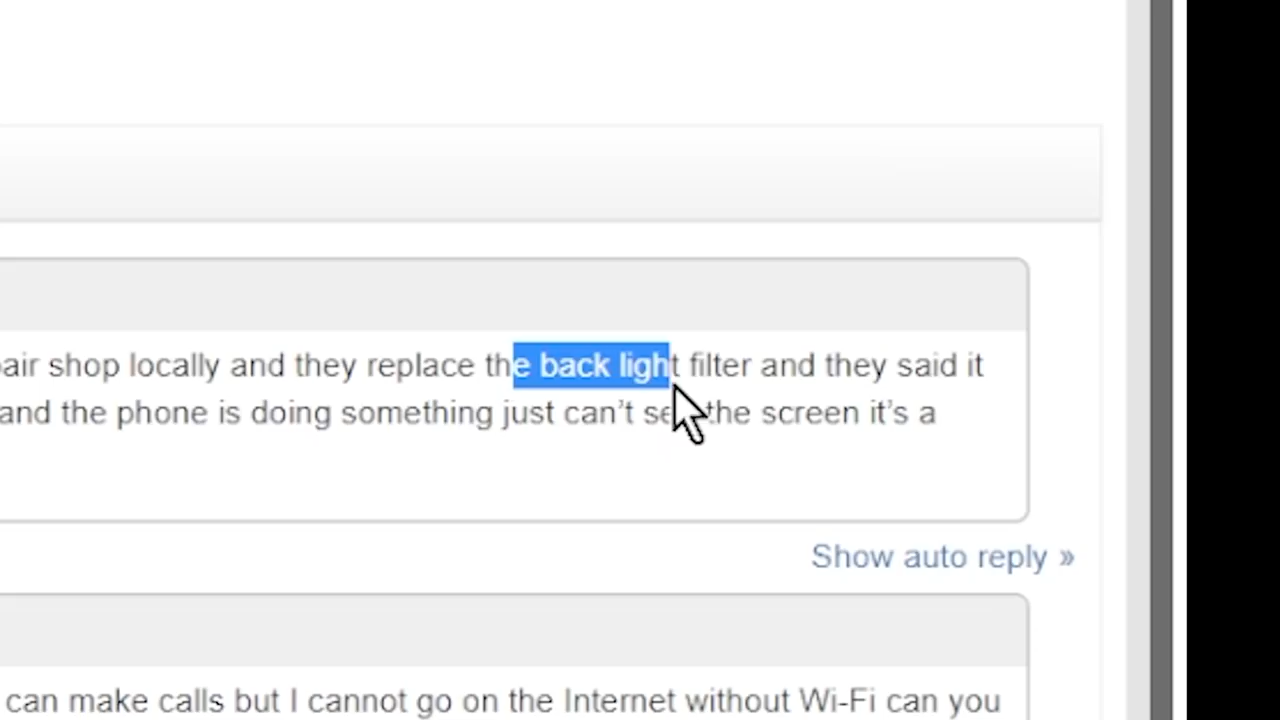 pair shop locally and they replace the back light filter and they said it
and the phone is doing something just can't see the screen it's a
Show auto reply »
can make calls but I cannot go on the Internet without Wi-Fi can you